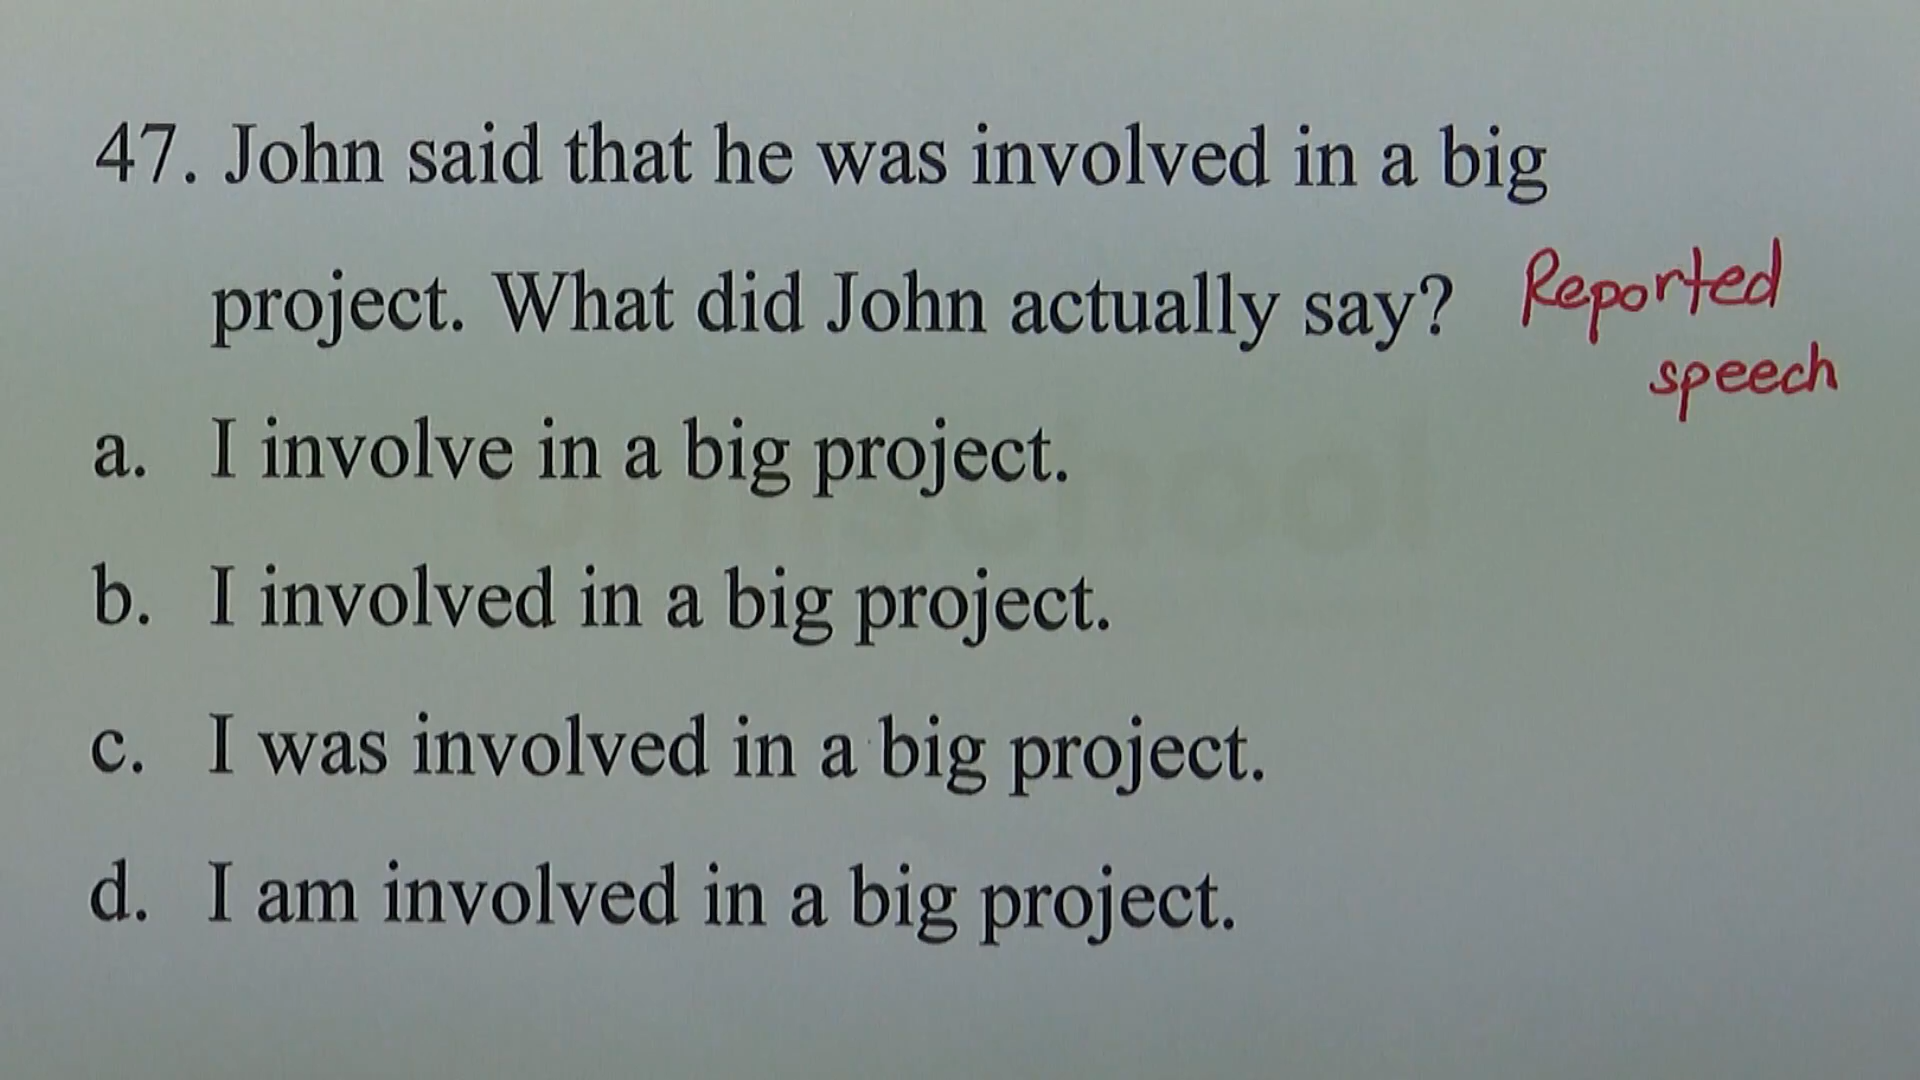 47. John said that he was involved in a big
project. What did John actually say?
Reported
speech
a. I involve in a big project.
b. I involved in a big project.
c. I was involved in a big project.
d. I am involved in a big project.